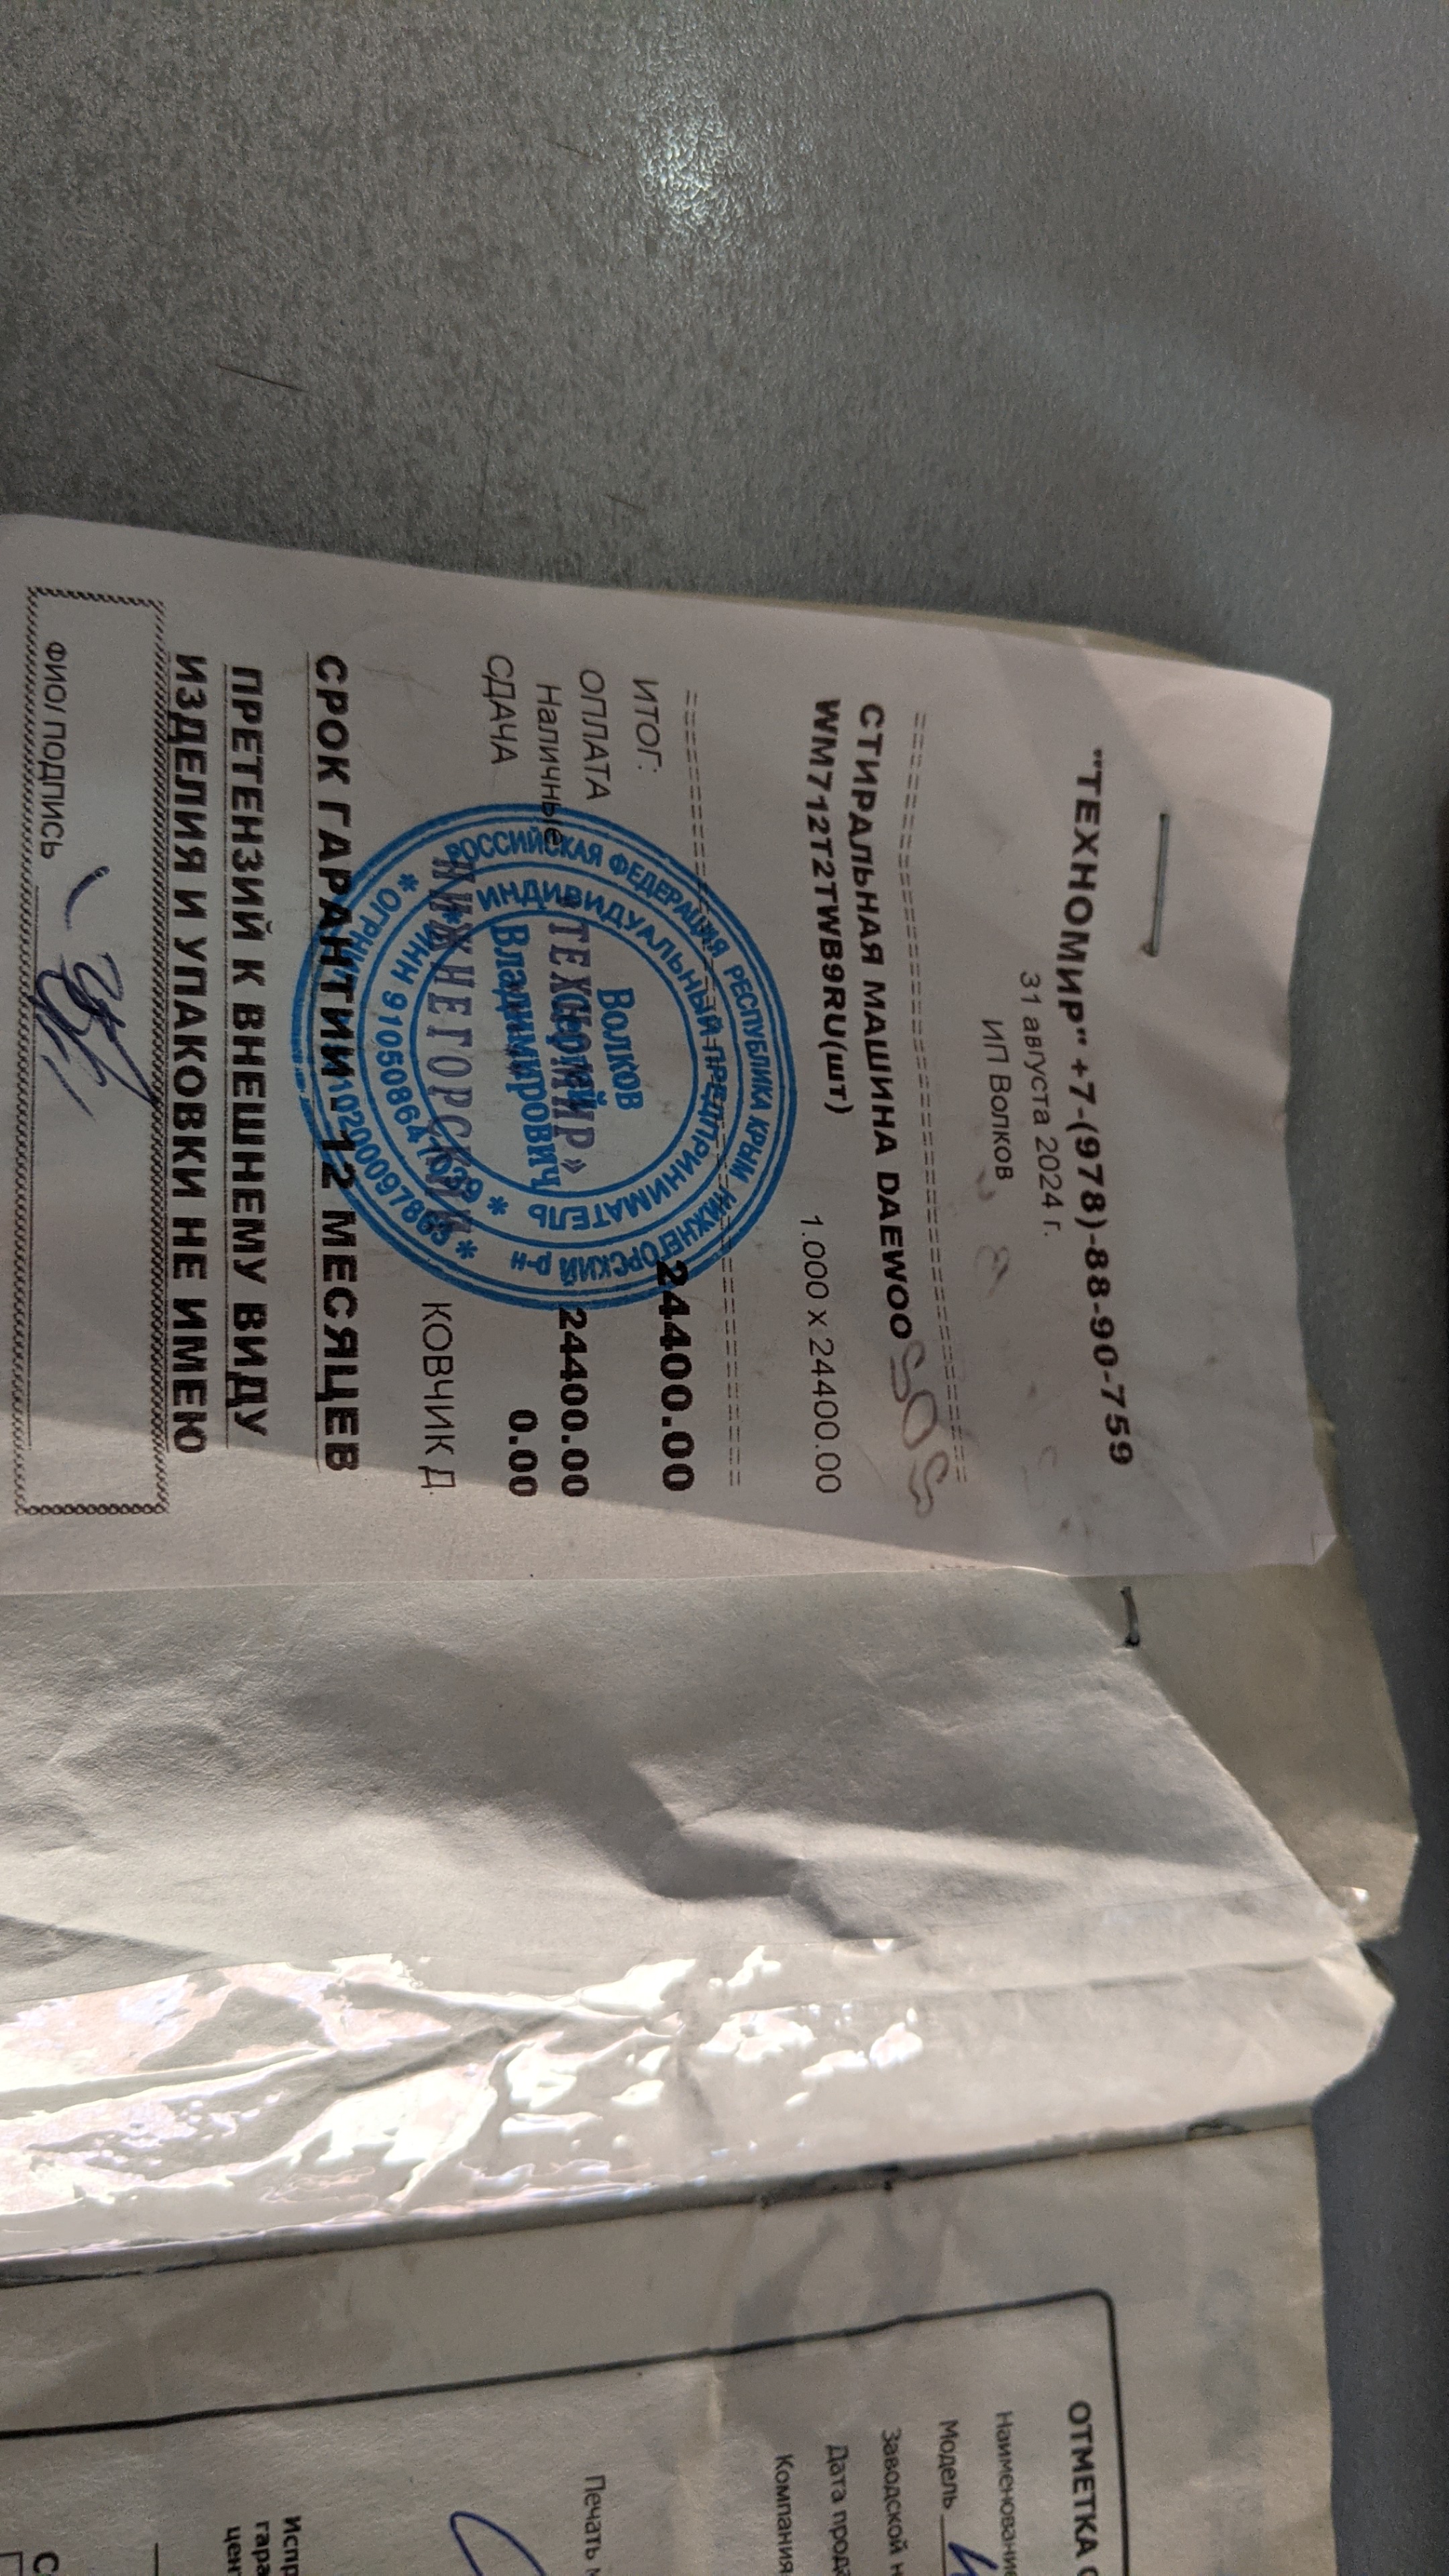 "ТЕХНОМИР" +7-(978)-88-90-759
31 августа 2024 г.
ИП Волков
==========================
СТИРАЛЬНАЯ МАШИНА DAEWOO
WM712T2TWB9RU(шт)
1.000 x 24400.00
==========================
ИТОГ: 24400.00
ОПЛАТА
Наличные 24400.00
СДАЧА 0.00
КОВЧИК Д.
СРОК ГАРАНТИИ 12 МЕСЯЦЕВ
ПРЕТЕНЗИЙ К ВНЕШНЕМУ ВИДУ
ИЗДЕЛИЯ И УПАКОВКИ НЕ ИМЕЮ
ФИО/ ПОДПИСЬ
РОССИЙСКАЯ ФЕДЕРАЦИЯ РЕСПУБЛИКА КРЫМ НИЖНЕГОРСКИЙ р-н
ИНДИВИДУАЛЬНЫЙ ПРЕДПРИНИМАТЕЛЬ
* ИНН
* ОГРНИП
Волков
Владимирович
«ТЕХНОМИР»
НИЖНЕГОРСКИЙ
ОТМЕТКА
Наименование
Модель
Заводской
Дата
Компания
Печать